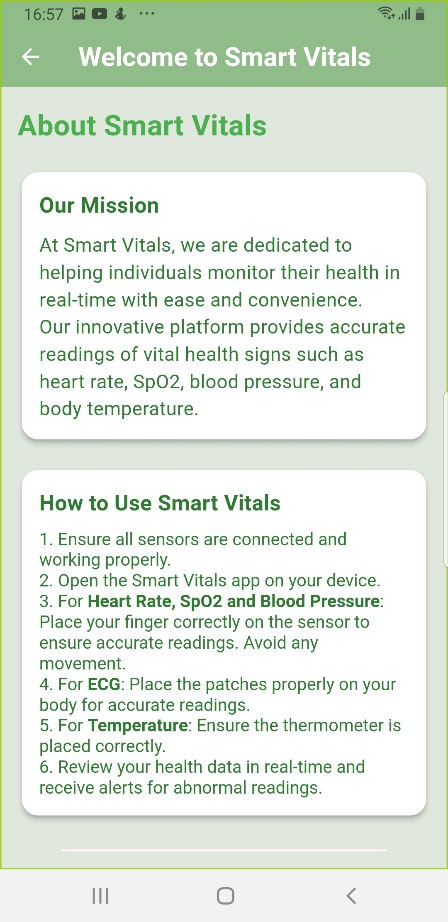 16:57
Welcome to Smart Vitals
About Smart Vitals
Our Mission
At Smart Vitals, we are dedicated to
helping individuals monitor their health in
real-time with ease and convenience.
Our innovative platform provides accurate
readings of vital health signs such as
heart rate, SpO2, blood pressure, and
body temperature.
How to Use Smart Vitals
1. Ensure all sensors are connected and
working properly.
2. Open the Smart Vitals app on your device.
3. For Heart Rate, SpO2 and Blood Pressure:
Place your finger correctly on the sensor to
ensure accurate readings. Avoid any
movement.
4. For ECG: Place the patches properly on your
body for accurate readings.
5. For Temperature: Ensure the thermometer is
placed correctly.
6. Review your health data in real-time and
receive alerts for abnormal readings.